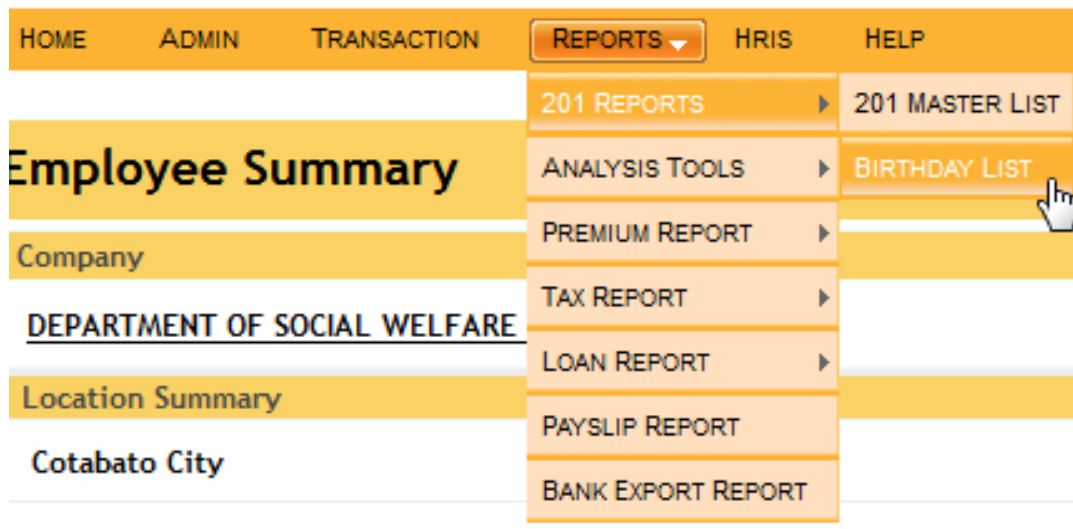 HOME ADMIN TRANSACTION REPORTS HRIS HELP
201 REPORTS
201 MASTER LIST
ANALYSIS TOOLS
BIRTHDAY LIST
PREMIUM REPORT
TAX REPORT
LOAN REPORT
PAYSLIP REPORT
BANK EXPORT REPORT
Employee Summary
Company
DEPARTMENT OF SOCIAL WELFARE
Location Summary
Cotabato City